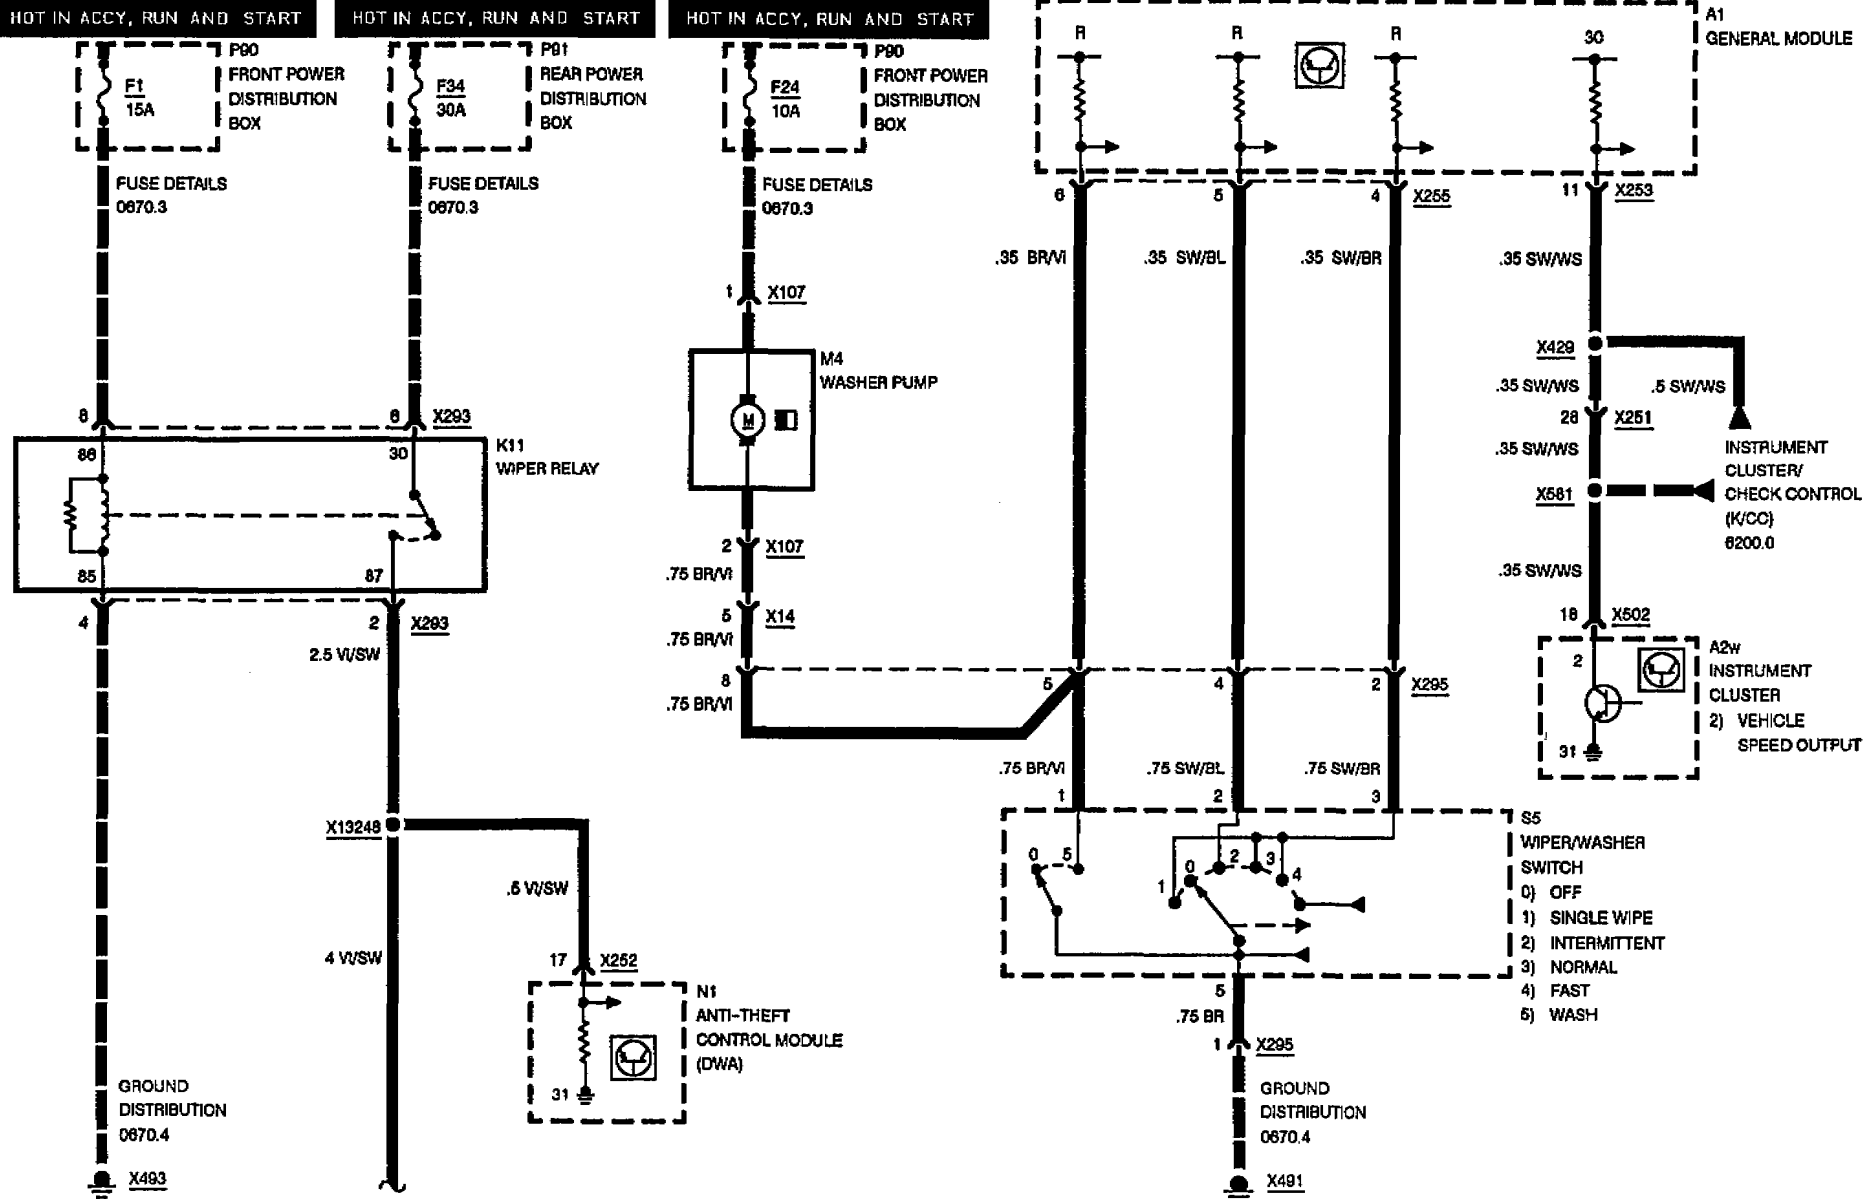 HOT IN ACCY, RUN AND START
HOT IN ACCY, RUN AND START
HOT IN ACCY, RUN AND START
P90
FRONT POWER
DISTRIBUTION
BOX
F1
15A
FUSE DETAILS
0670.3
P91
REAR POWER
DISTRIBUTION
BOX
F34
30A
FUSE DETAILS
0670.3
P90
FRONT POWER
DISTRIBUTION
BOX
F24
10A
FUSE DETAILS
0670.3
A1
GENERAL MODULE
R
R
R
30
6
5
4
X255
11
X253
.35 BR/VI
.35 SW/BL
.35 SW/BR
.35 SW/WS
1
X107
M4
WASHER PUMP
M
X429
.35 SW/WS
.5 SW/WS
28
X251
.35 SW/WS
INSTRUMENT
CLUSTER/
CHECK CONTROL
(K/CC)
6200.0
X581
.35 SW/WS
18
X502
8
6
X293
K11
WIPER RELAY
86
30
85
87
4
2
X293
2.5 VI/SW
2
X107
.75 BR/VI
5
X14
.75 BR/VI
8
5
4
2
X295
.75 BR/VI
A2w
INSTRUMENT
CLUSTER
2) VEHICLE
SPEED OUTPUT
2
31
.75 BR/VI
.75 SW/BL
.75 SW/BR
1
2
3
X13248
.5 VI/SW
4 VI/SW
17
X252
N1
ANTI-THEFT
CONTROL MODULE
(DWA)
31
S5
WIPER/WASHER
SWITCH
0) OFF
1) SINGLE WIPE
2) INTERMITTENT
3) NORMAL
4) FAST
5) WASH
0
5
1
0
2
3
4
5
.75 BR
1
X295
GROUND
DISTRIBUTION
0670.4
X493
GROUND
DISTRIBUTION
0670.4
X491